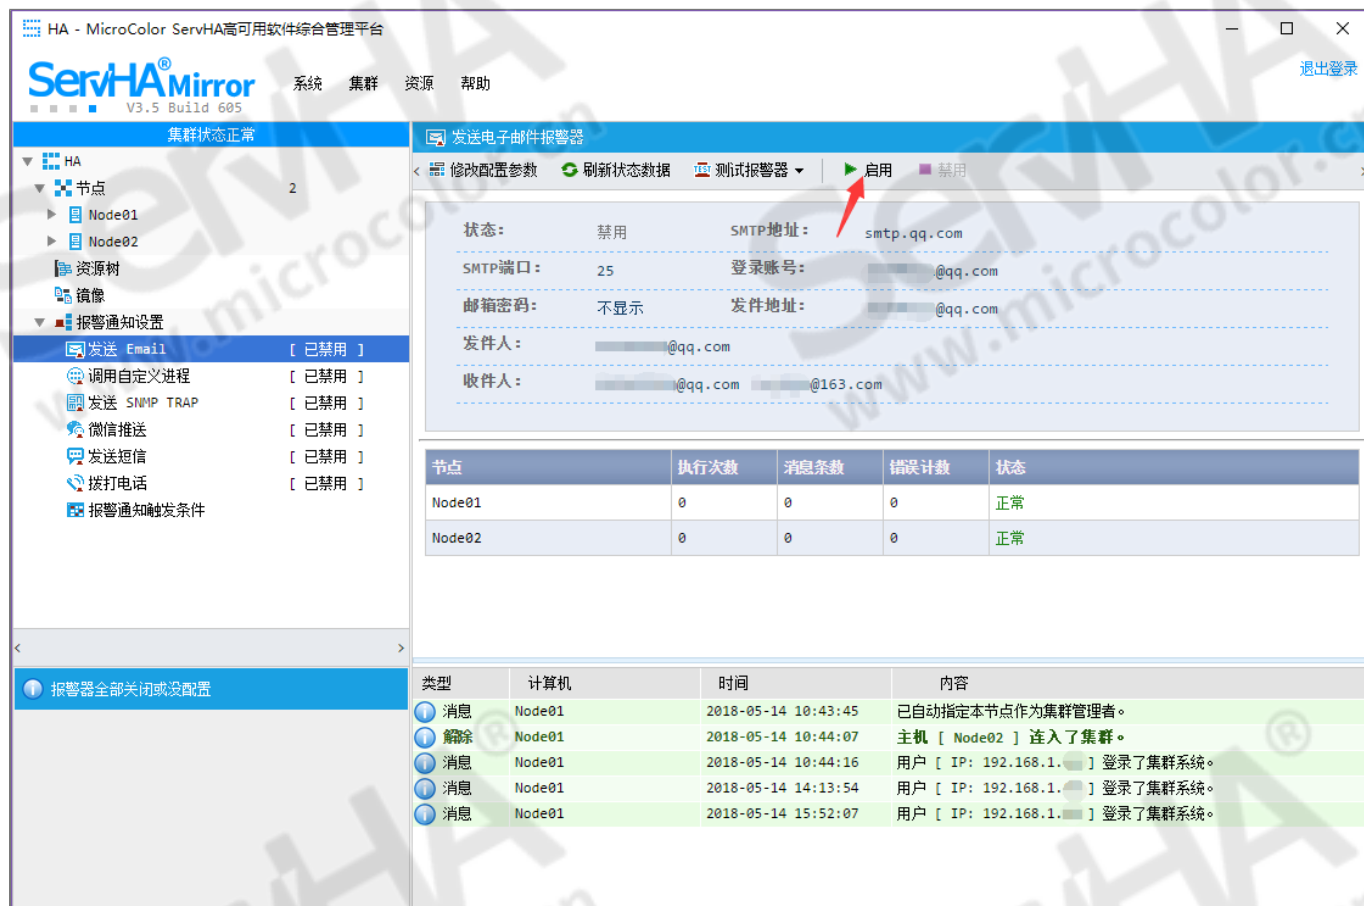 HA - MicroColor ServHA高可用软件综合管理平台
ServHA® Mirror
V3.5 Build 605
系统 集群 资源 帮助
退出登录
集群状态正常
HA
节点 2
Node01
Node02
资源树
镜像
报警通知设置
发送 Email [ 已禁用 ]
调用自定义进程 [ 已禁用 ]
发送 SNMP TRAP [ 已禁用 ]
微信推送 [ 已禁用 ]
发送短信 [ 已禁用 ]
拨打电话 [ 已禁用 ]
报警通知触发条件
报警器全部关闭或没配置
发送电子邮件报警器
修改配置参数 刷新状态数据 TEST 测试报警器 启用 禁用
状态: 禁用 SMTP地址: smtp.qq.com
SMTP端口: 25 登录账号: @qq.com
邮箱密码: 不显示 发件地址: @qq.com
发件人: @qq.com
收件人: @qq.com @163.com
节点 执行次数 消息条数 错误计数 状态
Node01 0 0 0 正常
Node02 0 0 0 正常
类型 计算机 时间 内容
消息 Node01 2018-05-14 10:43:45 已自动指定本节点作为集群管理者。
解除 Node01 2018-05-14 10:44:07 主机 [ Node02 ] 连入了集群。
消息 Node01 2018-05-14 10:44:16 用户 [ IP: 192.168.1. ] 登录了集群系统。
消息 Node01 2018-05-14 14:13:54 用户 [ IP: 192.168.1. ] 登录了集群系统。
消息 Node01 2018-05-14 15:52:07 用户 [ IP: 192.168.1. ] 登录了集群系统。
ServHA®
www.microcolor.cn